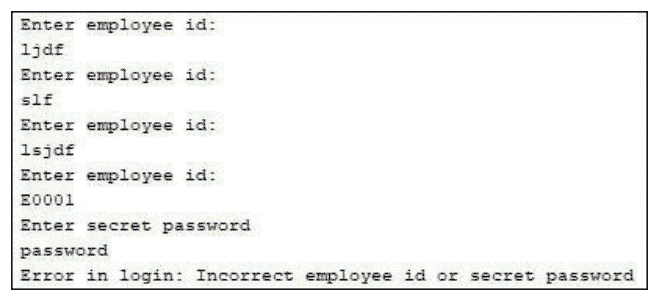 Enter employee id:
ljdf
Enter employee id:
slf
Enter employee id:
lsjdf
Enter employee id:
E0001
Enter secret password
password
Error in login: Incorrect employee id or secret password